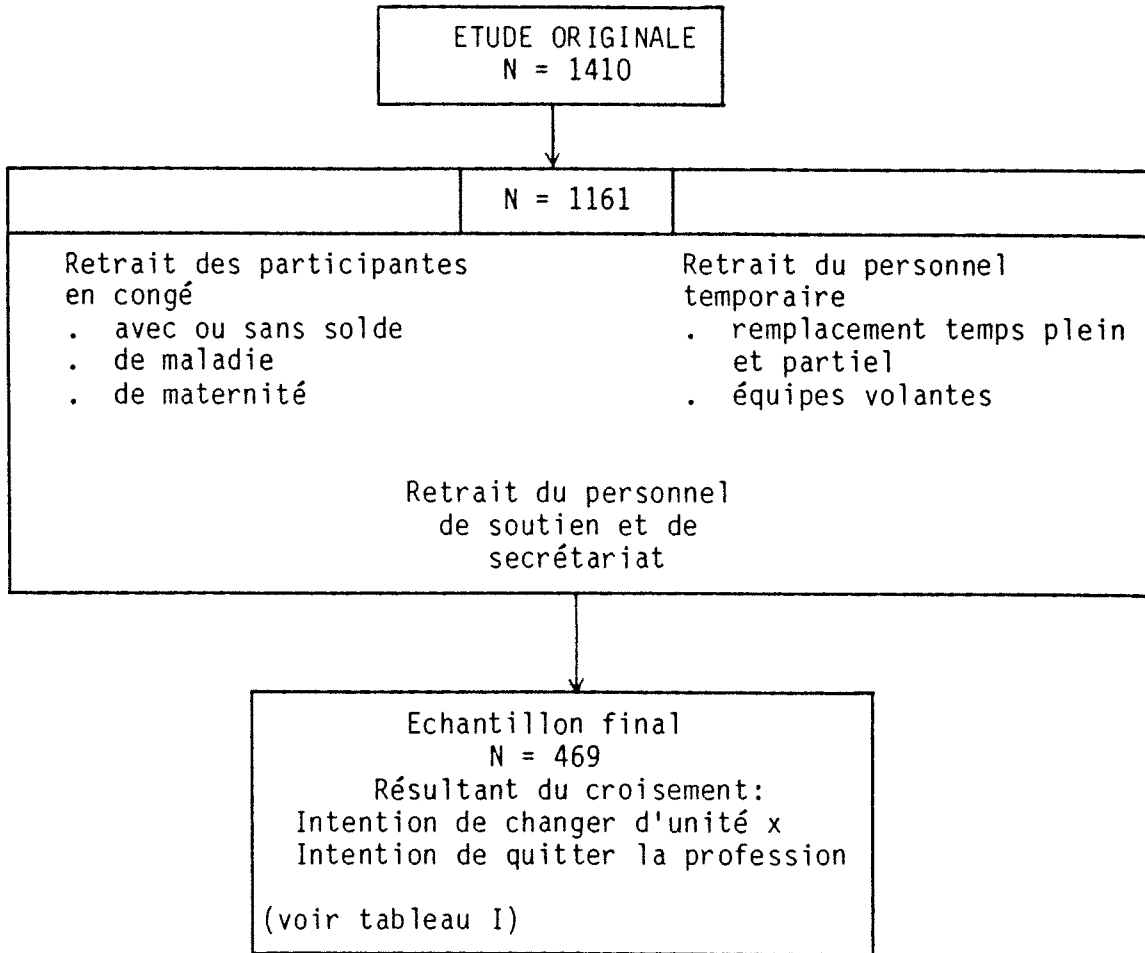 ETUDE ORIGINALE
N = 1410
N = 1161
Retrait des participantes
en congé
. avec ou sans solde
. de maladie
. de maternité
Retrait du personnel
temporaire
. remplacement temps plein
et partiel
. équipes volantes
Retrait du personnel
de soutien et de
secrétariat
Echantillon final
N = 469
Résultant du croisement:
Intention de changer d'unité x
Intention de quitter la profession
(voir tableau I)